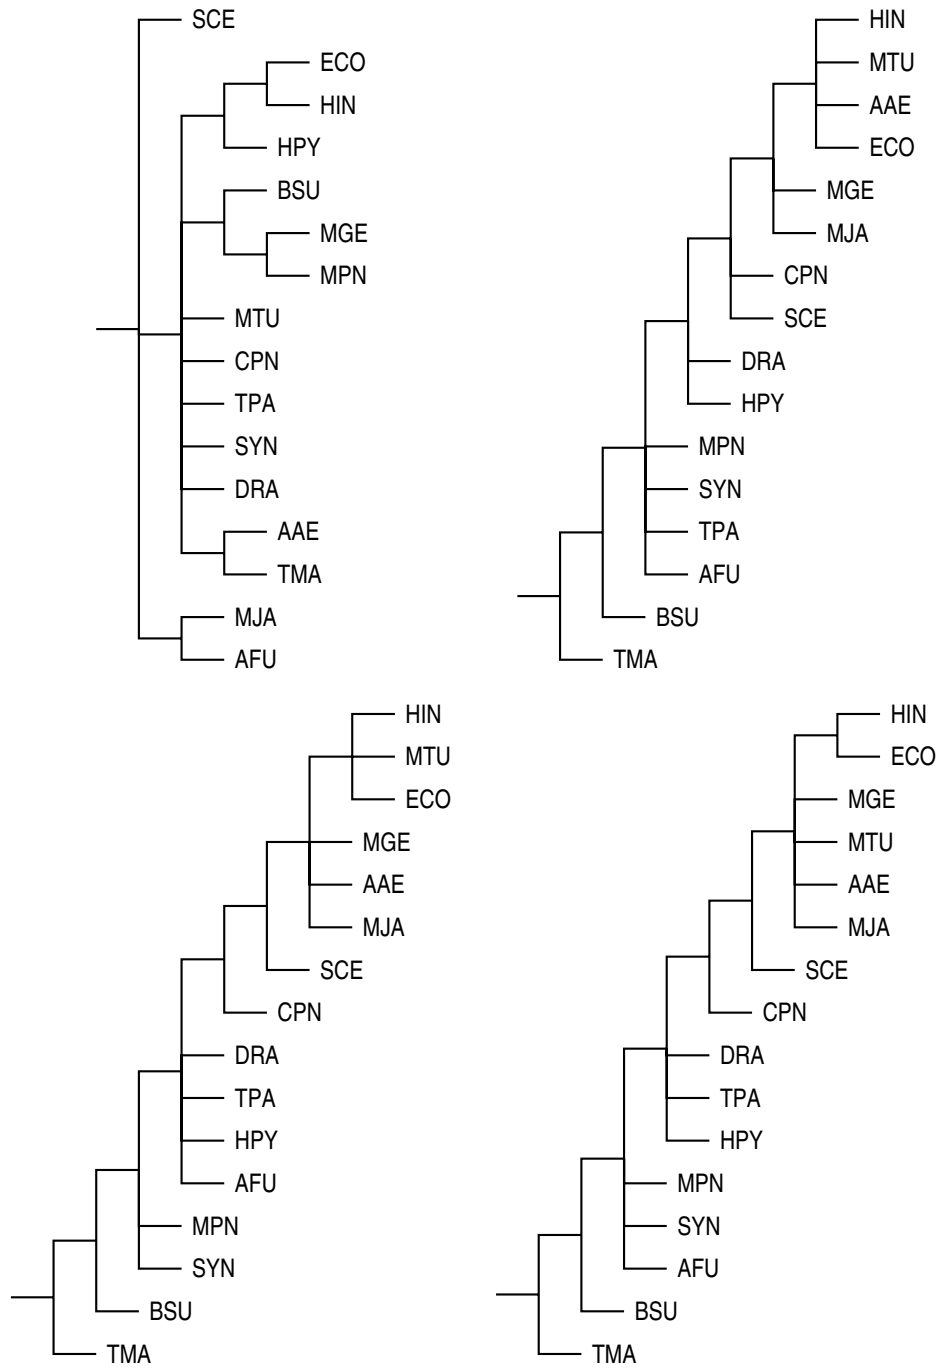 SCE
ECO
HIN
HPY
BSU
MGE
MPN
MTU
CPN
TPA
SYN
DRA
AAE
TMA
MJA
AFU
HIN
MTU
AAE
ECO
MGE
MJA
CPN
SCE
DRA
HPY
MPN
SYN
TPA
AFU
BSU
TMA
HIN
MTU
ECO
MGE
AAE
MJA
SCE
CPN
DRA
TPA
HPY
AFU
MPN
SYN
BSU
TMA
HIN
ECO
MGE
MTU
AAE
MJA
SCE
CPN
DRA
TPA
HPY
MPN
SYN
AFU
BSU
TMA